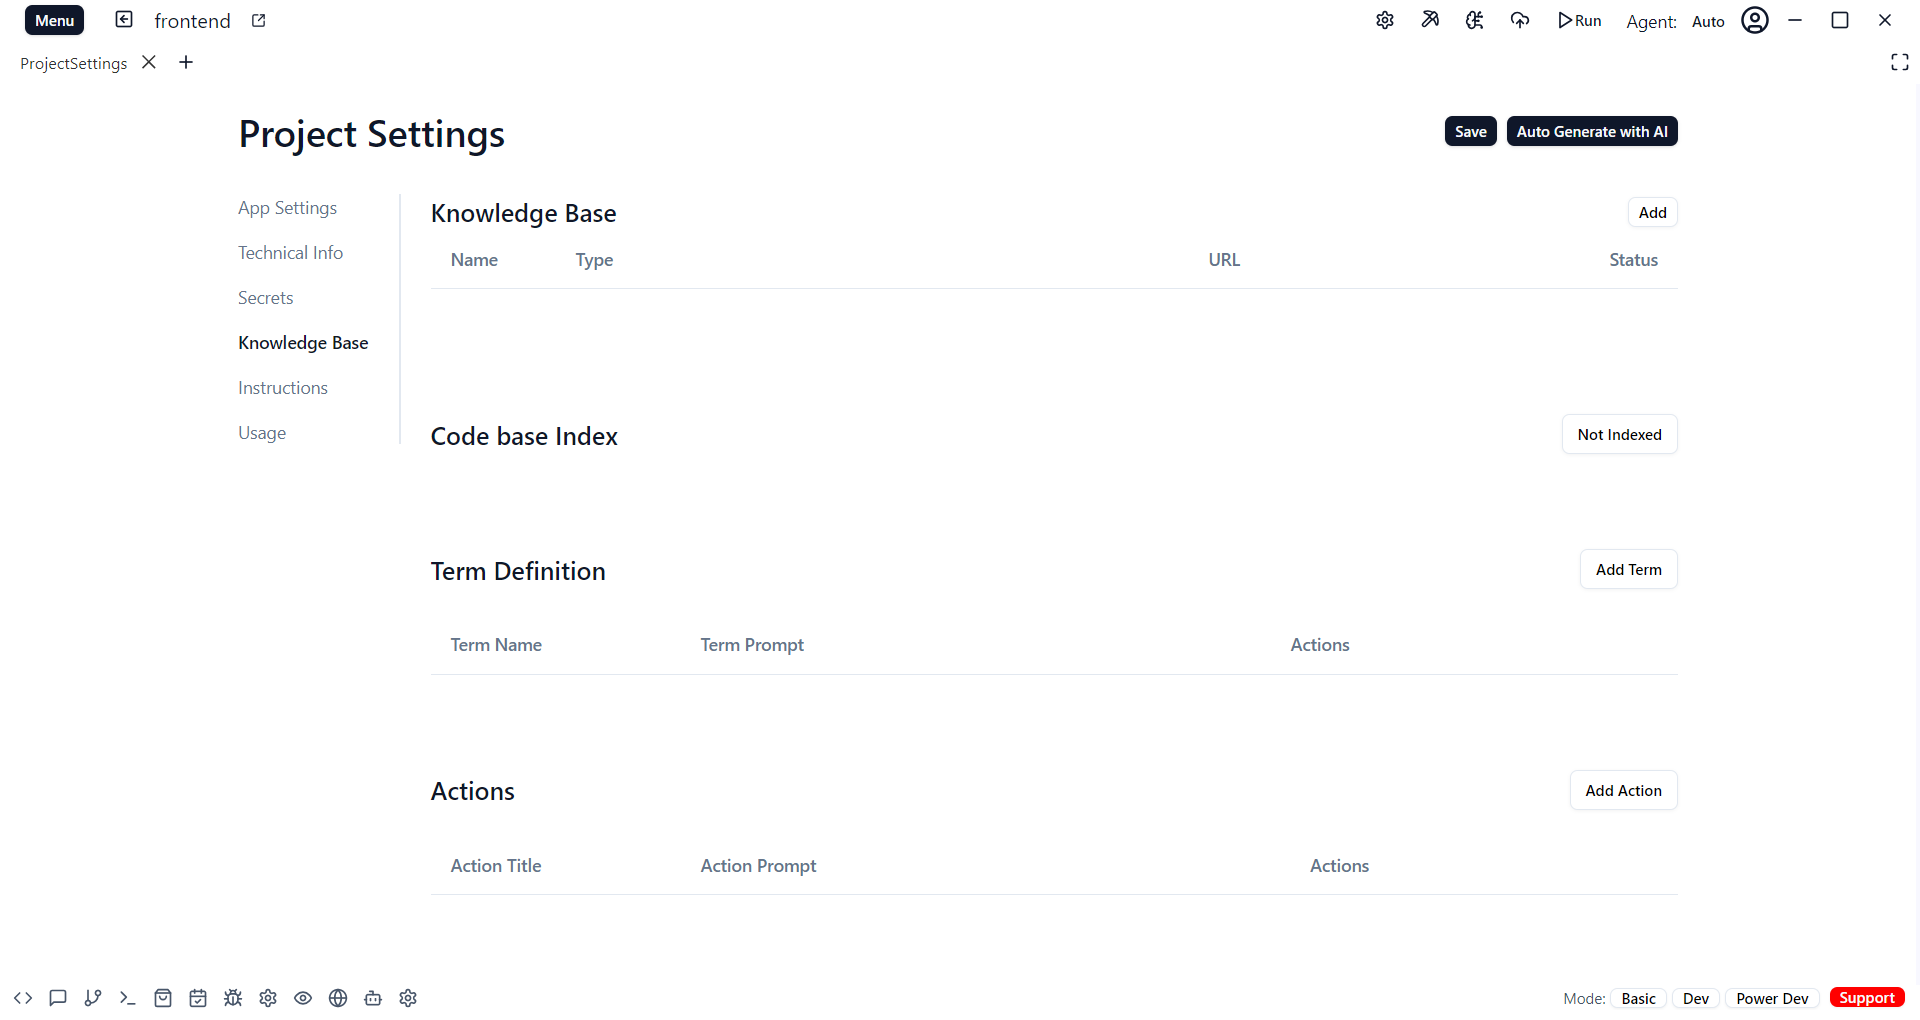 Menu frontend Run Agent: Auto
ProjectSettings
Project Settings Save Auto Generate with AI
App Settings
Technical Info
Secrets
Knowledge Base
Instructions
Usage
Knowledge Base Add
Name Type URL Status
Code base Index Not Indexed
Term Definition Add Term
Term Name Term Prompt Actions
Actions Add Action
Action Title Action Prompt Actions
Mode: Basic Dev Power Dev Support